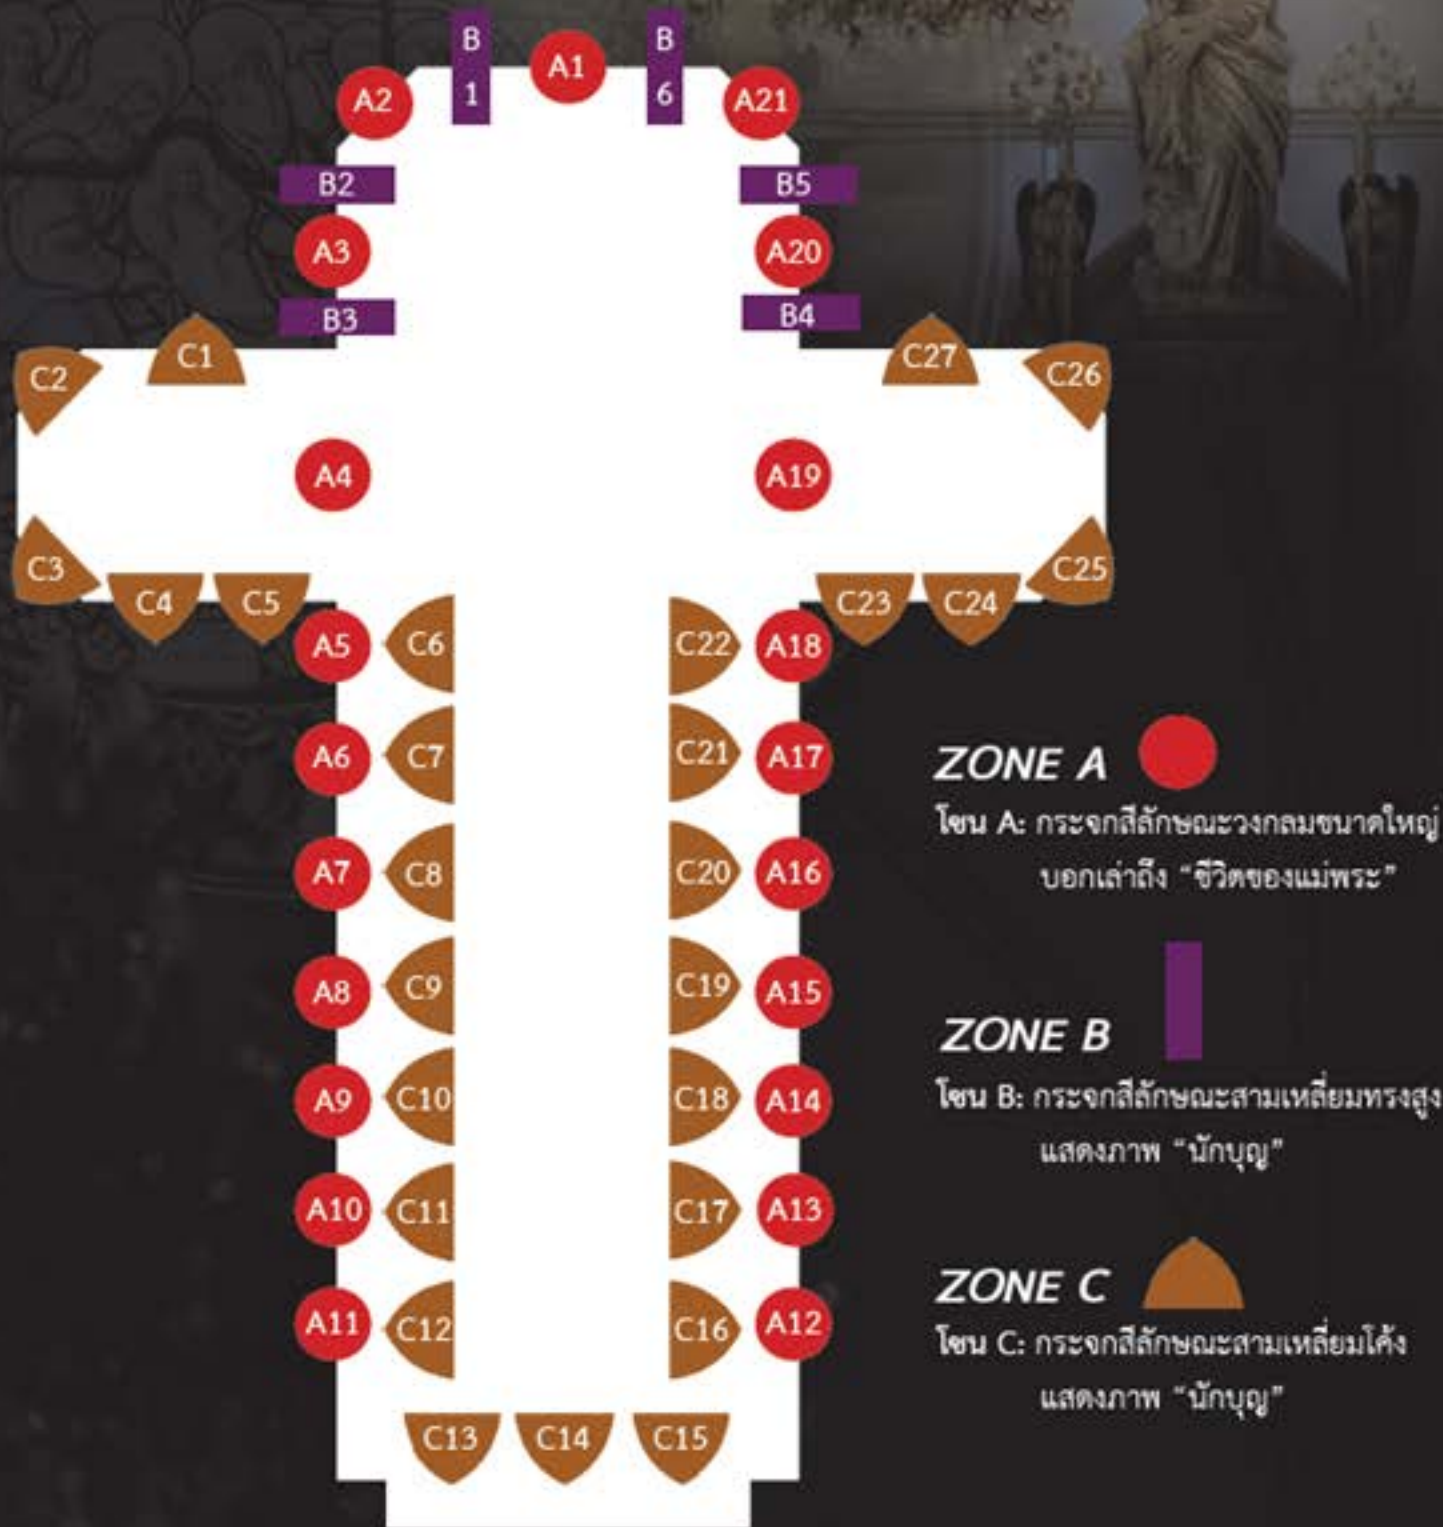 B
1
A1
B
6
A2
A21
B2
B5
A3
A20
B3
B4
C1
C27
C2
C26
A4
A19
C3
C25
C4
C5
C23
C24
A5
C6
C22
A18
A6
C7
C21
A17
A7
C8
C20
A16
A8
C9
C19
A15
A9
C10
C18
A14
A10
C11
C17
A13
A11
C12
C16
A12
C13
C14
C15
ZONE A
โซน A: กระจกสีลักษณะวงกลมขนาดใหญ่
บอกเล่าถึง “ชีวิตของแม่พระ”
ZONE B
โซน B: กระจกสีลักษณะสามเหลี่ยมทรงสูง
แสดงภาพ “นักบุญ”
ZONE C
โซน C: กระจกสีลักษณะสามเหลี่ยมโค้ง
แสดงภาพ “นักบุญ”